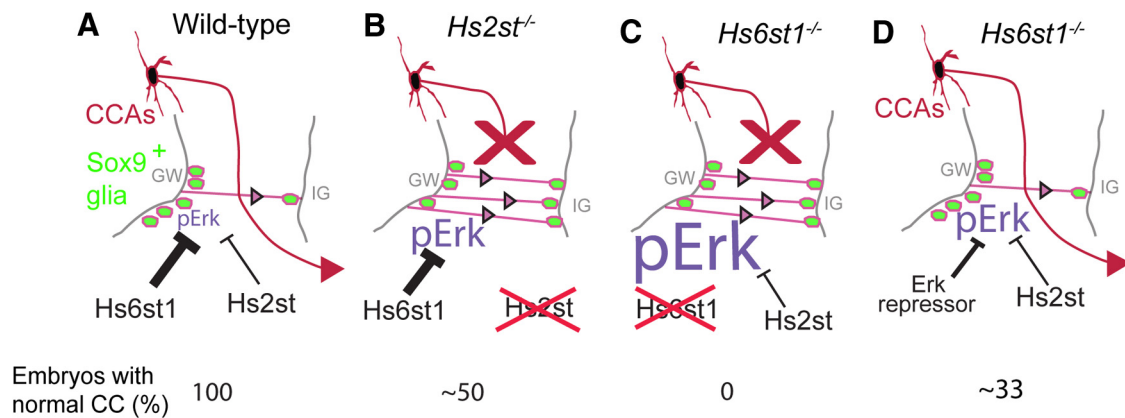 A Wild-type
B Hs2st-/-
C Hs6st1-/-
D Hs6st1-/-
CCAs
Sox9+
glia
GW
IG
pErk
Hs6st1
Hs2st
GW
IG
pErk
Hs6st1
Hs2st
GW
IG
pErk
Hs6st1
Hs2st
CCAs
GW
IG
pErk
Erk
repressor
Hs2st
Embryos with
normal CC (%)
100
~50
0
~33